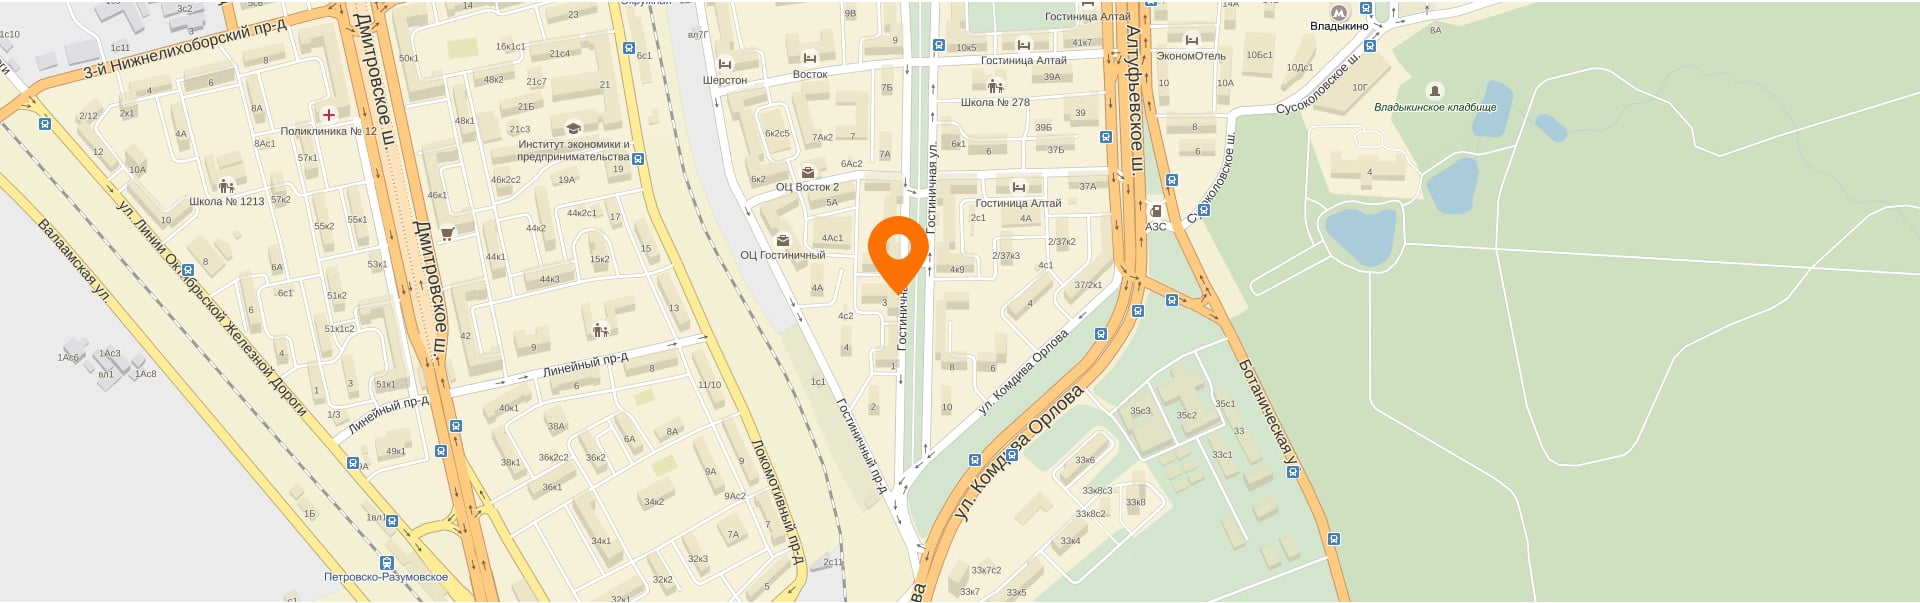 1с10
3с2
1с11
3-й Нижнелихоборский пр-д
Дмитровское ш.
50к1
16к1с1
23
21с4
21с7
48к2
21
21Б
48к1
21с3
6с1
вл7Г
9В
9
Шерстон
Восток
10к5
Гостиница Алтай
41к7
Гостиница Алтай
39А
Школа № 278
Алтуфьевское ш.
ЭкономОтель
10Бс1
Владыкино
8А
10Дс1
10Г
Сусоколовское ш.
Владыкинское кладбище
14А
10
10А
8
6
8
6
4
2к1
2/12
12
4А
8А
8Ас1
10А
10
Поликлиника № 12
57к1
57к2
Школа № 1213
Институт экономики и
предпринимательства
19
19А
46к2с2
46к1
6к2с5
7Б
7Ак2
7
7А
6Ас2
6к2
ОЦ Восток 2
5А
4Ас1
ОЦ Гостиничный
Гостиничная ул.
39
39Б
37Б
6к1
6
37А
Гостиница Алтай
2с1
4А
2/37к2
2/37к3
4с1
4к9
37/2к1
4
АЗС
Сусоколовское ш.
4
ул. Линии Октябрьской Железной Дороги
Валаамская ул.
8
6А
6с1
6
55к2
55к1
53к1
51к2
51к1с2
4
1
3
51к1
1/3
Дмитровское ш.
44к2с1
17
44к2
44к1
15к2
15
44к3
13
42
9
Линейный пр-д
6
8
11/10
4А
4с2
4
3
1
2
1с1
Гостиничный пр-д
8
6
10
ул. Комдива Орлова
ул. Комдива Орлова
Ботаническая у
35с3
35с2
35с1
33
33с1
33к6
33к8с3
33к8с2
33к8
33к4
33к7с2
33к7
33к5
1Ас6
1Ас3
вл1
1Ас8
Линейный пр-д
49к1
40к1
38А
38к1
36к2с2
36к2
36к1
6А
8А
9А
9
9Ас2
34к2
34к1
7А
7
32к3
32к2
32к1
5
2с11
Локомотивный пр-д
1Б
1вл1
Петровско-Разумовское